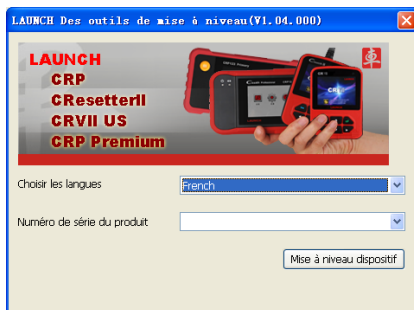 LAUNCH Des outils de mise à niveau(V1.04.000)
LAUNCH
CRP
CResetterII
CRVII US
CRP Premium
Choisir les langues
French
Numéro de série du produit
Mise à niveau dispositif